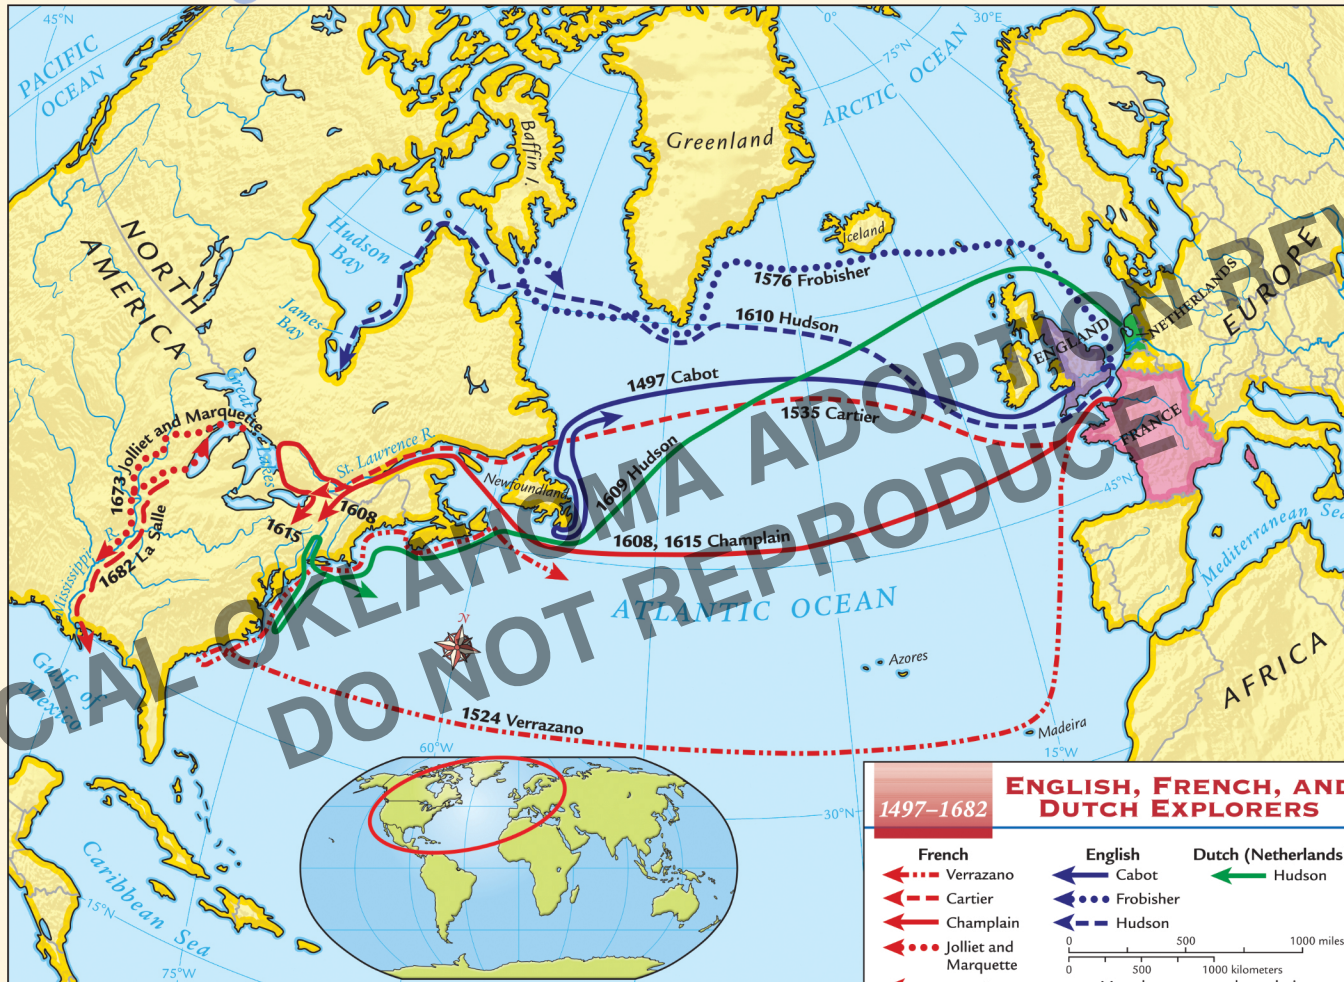 45°N
0°
30°E
75°N
PACIFIC
OCEAN
ARCTIC OCEAN
Greenland
Baffin I.
Iceland
Hudson
Bay
NORTH
AMERICA
James
Bay
1576 Frobisher
1610 Hudson
NETHERLANDS
EUROPE
ENGLAND
1497 Cabot
1535 Cartier
FRANCE
Great
Lakes
1673 Jolliet and Marquette
St. Lawrence R.
Newfoundland
1609 Hudson
45°N
1608
1615
1608, 1615 Champlain
Mediterranean Sea
Mississippi R.
1682 La Salle
ATLANTIC OCEAN
N
Azores
AFRICA
Gulf of
Mexico
1524 Verrazano
Madeira
60°W
15°W
30°N
Caribbean Sea
15°N
75°W
CIAL OKLAHOMA ADOPTION REV
DO NOT REPRODUCE
1497–1682
ENGLISH, FRENCH, AND
DUTCH EXPLORERS
French
Verrazano
Cartier
Champlain
Jolliet and
Marquette
English
Cabot
Frobisher
Hudson
Dutch (Netherlands
Hudson
0 500 1000 miles
0 500 1000 kilometers